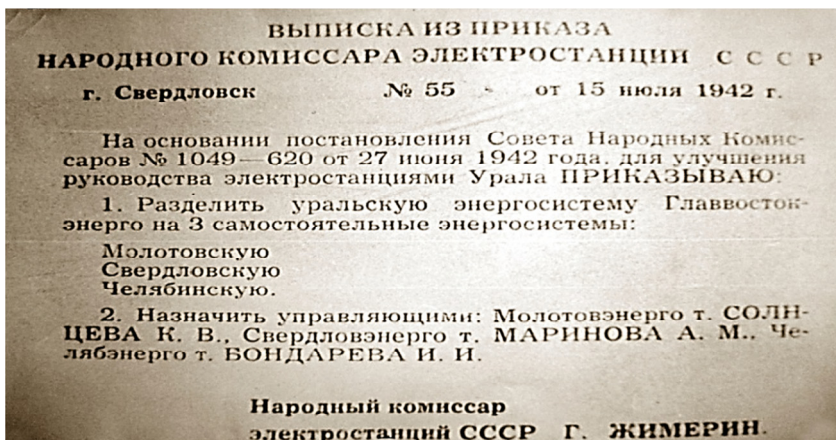 ВЫПИСКА ИЗ ПРИКАЗА
НАРОДНОГО КОМИССАРА ЭЛЕКТРОСТАНЦИИ С С С Р
г. Свердловск № 55 - от 15 июля 1942 г.
На основании постановления Совета Народных Комис-
саров № 1049—620 от 27 июня 1942 года. для улучшения
руководства электростанциями Урала ПРИКАЗЫВАЮ:
1. Разделить уральскую энергосистему Главвосток-
энерго на 3 самостоятельные энергосистемы:
Молотовскую
Свердловскую
Челябинскую.
2. Назначить управляющими: Молотовэнерго т. СОЛН-
ЦЕВА К. В., Свердловэнерго т. МАРИНОВА А. М., Че-
лябэнерго т. БОНДАРЕВА И. И.
Народный комиссар
электростанций СССР Г. ЖИМЕРИН.